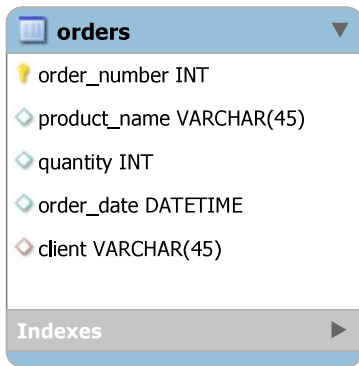 orders
order_number INT
product_name VARCHAR(45)
quantity INT
order_date DATETIME
client VARCHAR(45)
Indexes